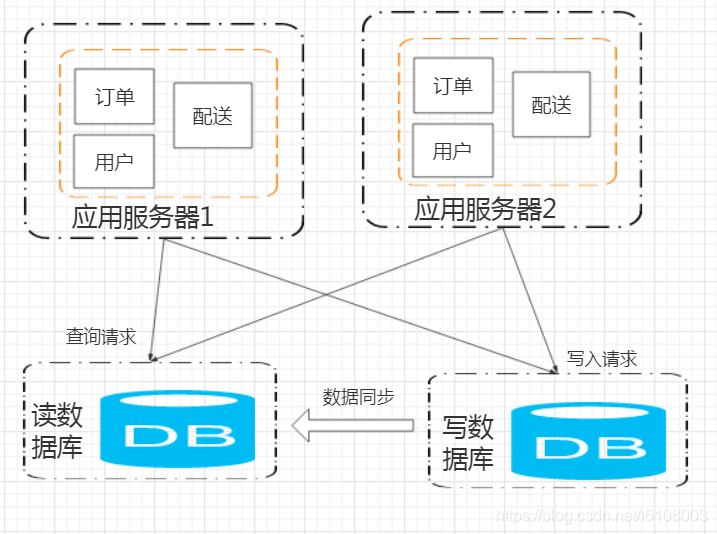 订单
配送
用户
应用服务器1
订单
配送
用户
应用服务器2
查询请求
写入请求
读数
据库
DB
数据同步
写数
据库
DB
https://blog.csdn.net/l6108003